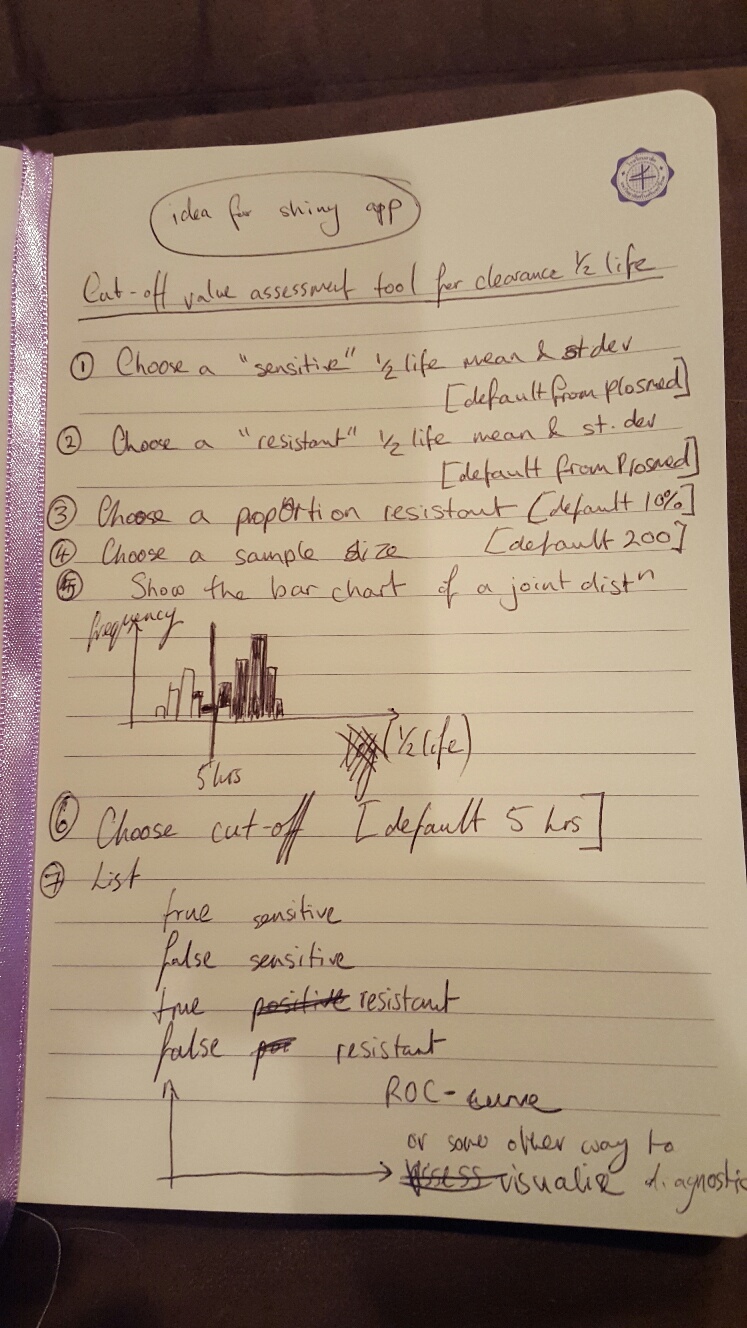 idea for shiny app
Cut-off value assessment tool for clearance ½ life
① Choose a "sensitive" ½ life mean & st dev
[default from plosmed]
② Choose a "resistant" ½ life mean & st. dev
[default from Plosmed]
③ Choose a proportion resistant [default 10%]
④ Choose a sample size [default 200]
⑤ Show the bar chart of a joint distⁿ
frequency
(½ life)
5 hrs
⑥ Choose cut-off [default 5 hrs]
⑦ List
true sensitive
false sensitive
true positive resistant
false resistant
ROC-curve
or some other way to
assess visualise diagnostic